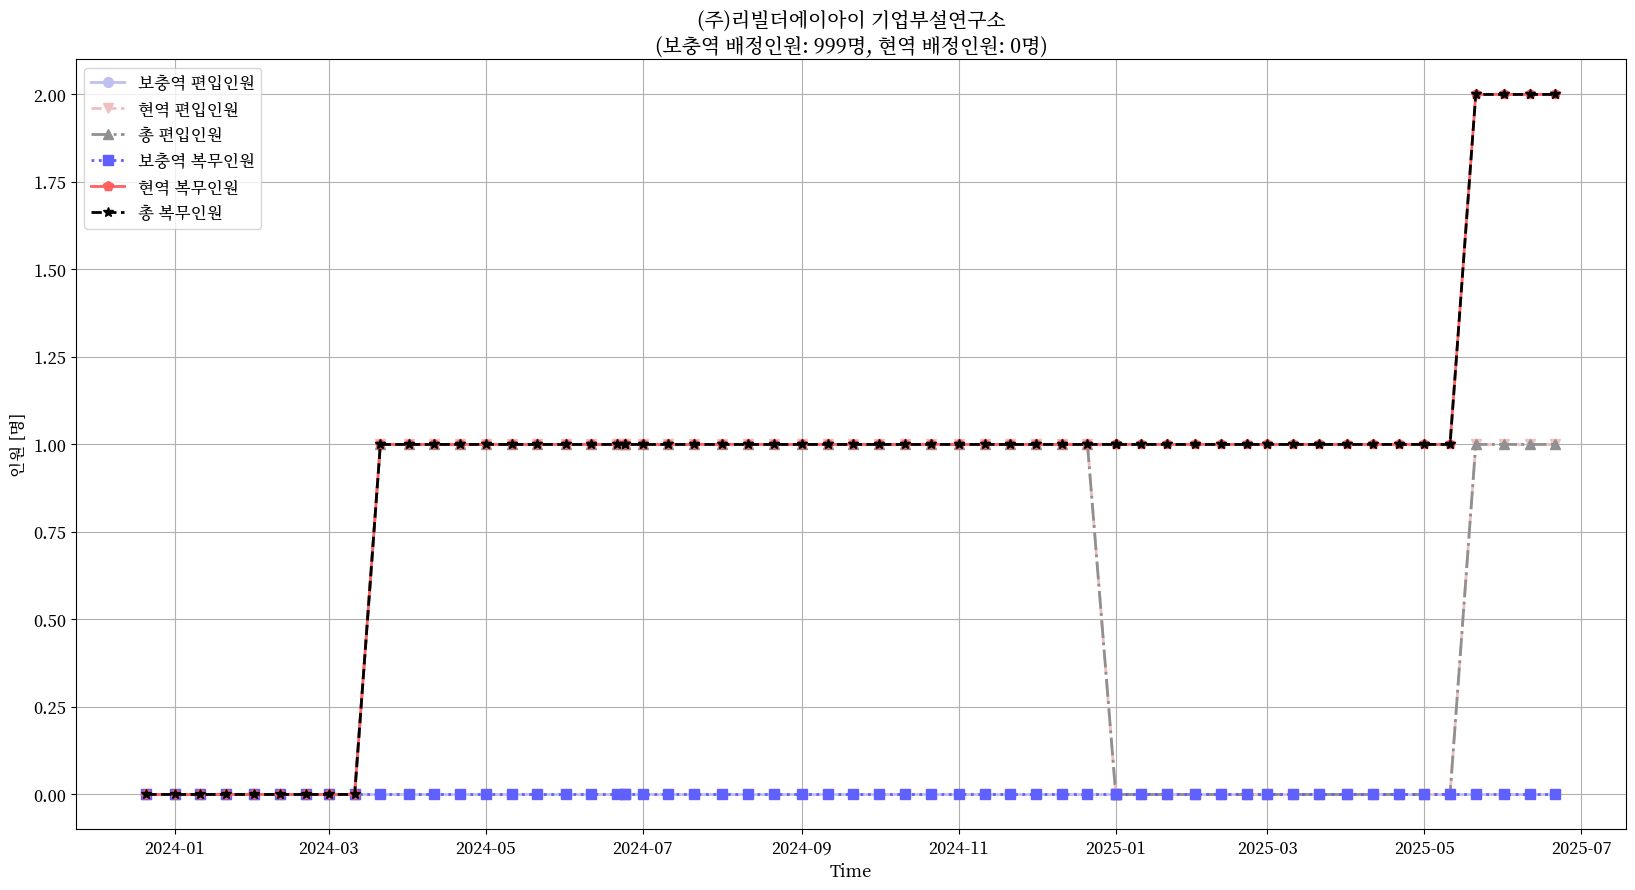 (주)리빌더에이아이 기업부설연구소
(보충역 배정인원: 999명, 현역 배정인원: 0명)
보충역 편입인원
현역 편입인원
총 편입인원
보충역 복무인원
현역 복무인원
총 복무인원
2.00
1.75
1.50
1.25
1.00
0.75
0.50
0.25
0.00
인원 [명]
2024-01
2024-03
2024-05
2024-07
2024-09
2024-11
2025-01
2025-03
2025-05
2025-07
Time